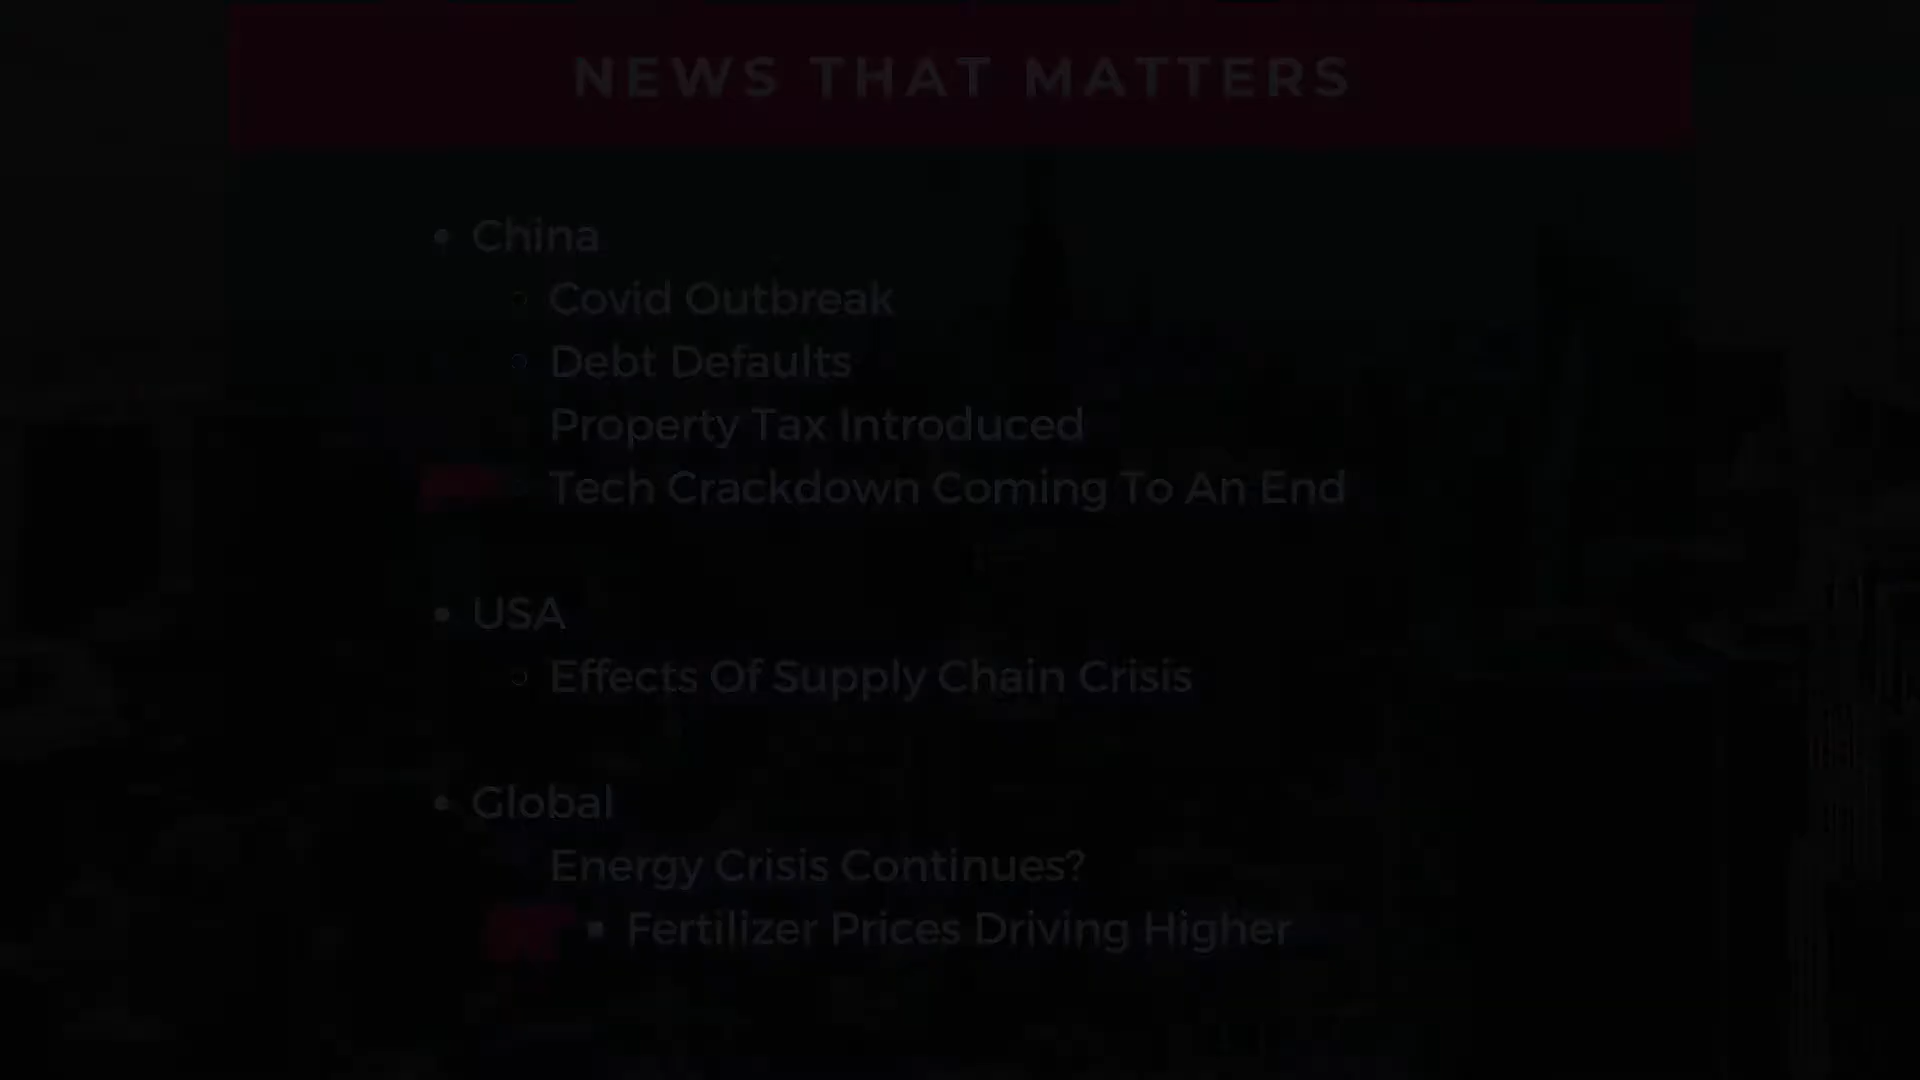 NEWS THAT MATTERS
• China
Covid Outbreak
Debt Defaults
Property Tax Introduced
Tech Crackdown Coming To An End
• USA
Effects Of Supply Chain Crisis
• Global
Energy Crisis Continues?
▪ Fertilizer Prices Driving Higher